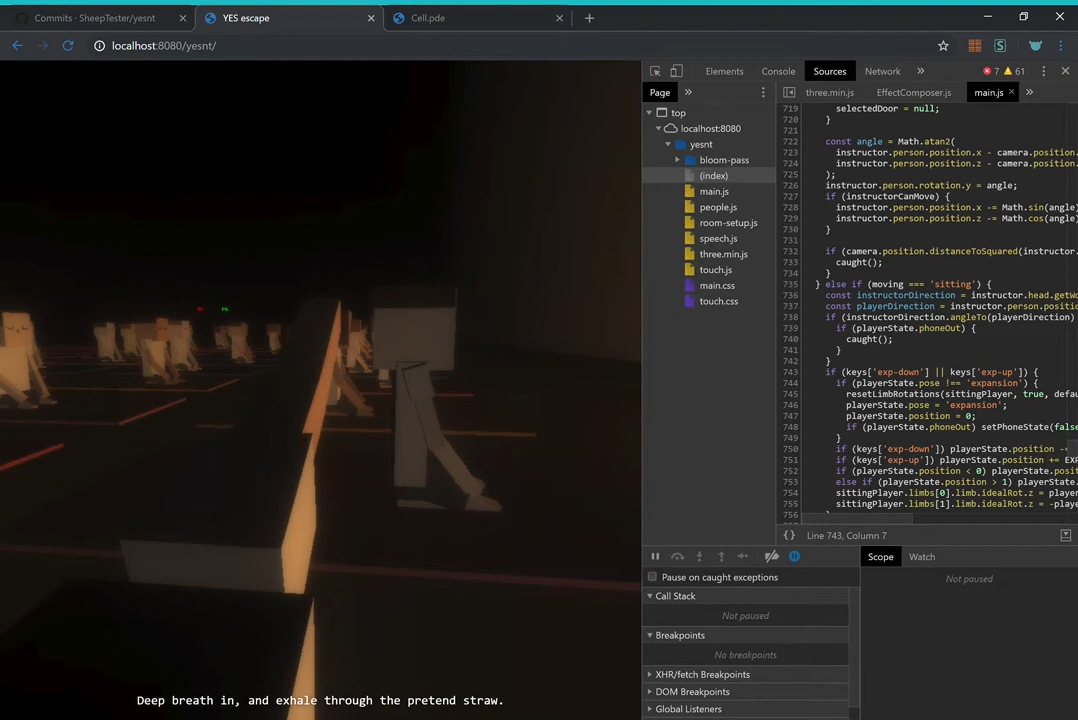 Commits · SheepTester/yesnt
YES escape
Cell.pde
localhost:8080/yesnt/
Elements
Console
Sources
Network
7
61
Page
three.min.js
EffectComposer.js
main.js
top
localhost:8080
yesnt
bloom-pass
(index)
main.js
people.js
room-setup.js
speech.js
three.min.js
touch.js
main.css
touch.css
719 selectedDoor = null;
720 }
721
722 const angle = Math.atan2(
723 instructor.person.position.x - camera.position.
724 instructor.person.position.z - camera.position.
725 );
726 instructor.person.rotation.y = angle;
727 if (instructorCanMove) {
728 instructor.person.position.x -= Math.sin(angle)
729 instructor.person.position.z -= Math.cos(angle)
730 }
731
732 if (camera.position.distanceToSquared(instructor.
733 caught();
734 }
735 } else if (moving === 'sitting') {
736 const instructorDirection = instructor.head.getWo
737 const playerDirection = instructor.person.positio
738 if (instructorDirection.angleTo(playerDirection)
739 if (playerState.phoneOut) {
740 caught();
741 }
742 }
743 if (keys['exp-down'] || keys['exp-up']) {
744 if (playerState.pose !== 'expansion') {
745 resetLimbRotations(sittingPlayer, true, defau
746 playerState.pose = 'expansion';
747 playerState.position = 0;
748 if (playerState.phoneOut) setPhoneState(false
749 }
750 if (keys['exp-down']) playerState.position -=
751 if (keys['exp-up']) playerState.position += EXP
752 if (playerState.position < 0) playerState.posit
753 else if (playerState.position > 1) playerState.
754 sittingPlayer.limbs[0].limb.idealRot.z = player
755 sittingPlayer.limbs[1].limb.idealRot.z = -playe
756
{} Line 743, Column 7
Scope
Watch
Pause on caught exceptions
Not paused
Call Stack
Not paused
Breakpoints
No breakpoints
XHR/fetch Breakpoints
DOM Breakpoints
Global Listeners
Deep breath in, and exhale through the pretend straw.